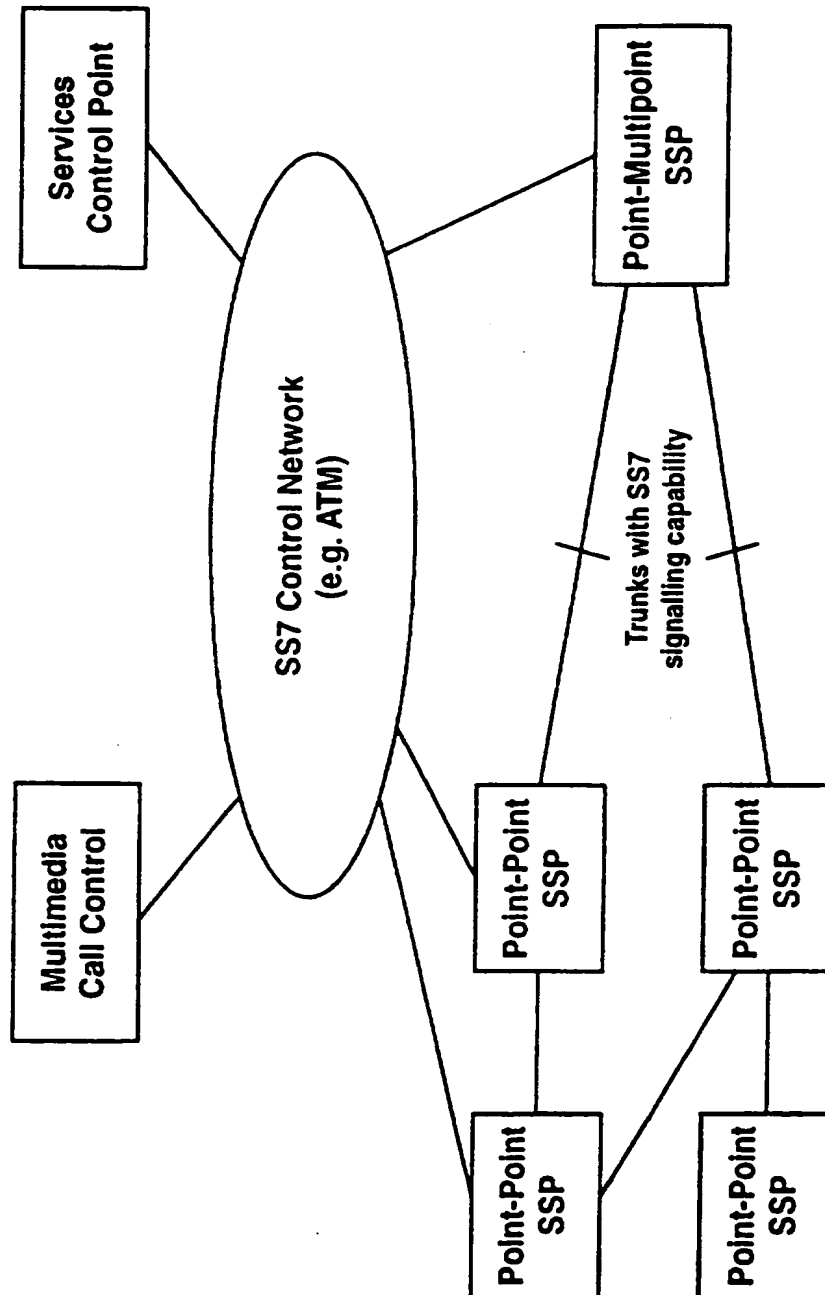 Multimedia
Call Control
Services
Control Point
SS7 Control Network
(e.g. ATM)
Point-Point
SSP
Point-Point
SSP
Trunks with SS7
signalling capability
Point-Multipoint
SSP
Point-Point
SSP
Point-Point
SSP